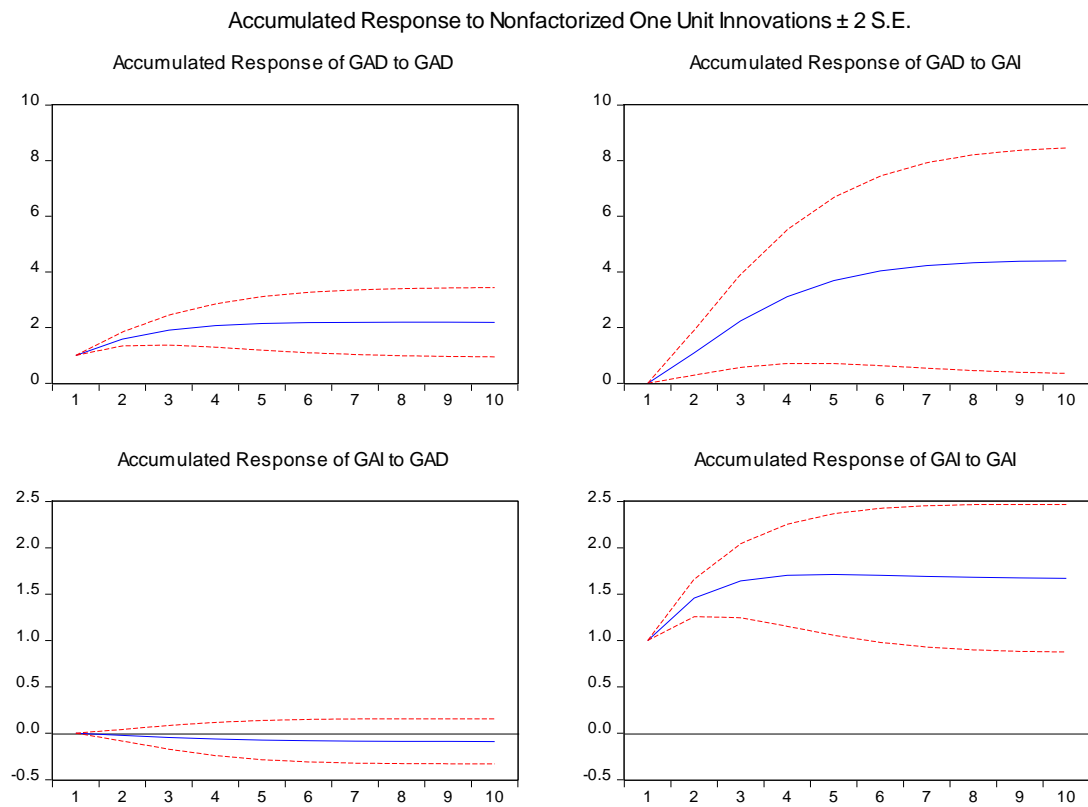 Accumulated Response to Nonfactorized One Unit Innovations ± 2 S.E.
Accumulated Response of GAD to GAD
10
8
6
4
2
0
1 2 3 4 5 6 7 8 9 10
Accumulated Response of GAD to GAI
10
8
6
4
2
0
1 2 3 4 5 6 7 8 9 10
Accumulated Response of GAI to GAD
2.5
2.0
1.5
1.0
0.5
0.0
-0.5
1 2 3 4 5 6 7 8 9 10
Accumulated Response of GAI to GAI
2.5
2.0
1.5
1.0
0.5
0.0
-0.5
1 2 3 4 5 6 7 8 9 10